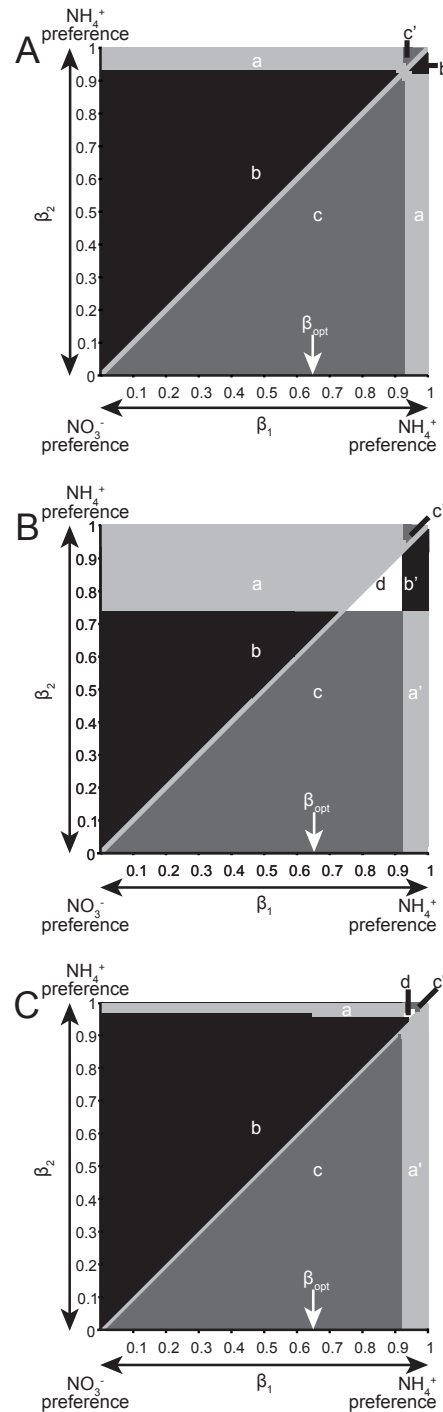 NH₄⁺
preference
A
c’
1
0.9
0.8
0.7
0.6
0.5
0.4
0.3
0.2
0.1
0
β₂
a
b
b
c
a
βopt
0.1 0.2 0.3 0.4 0.5 0.6 0.7 0.8 0.9 1
NO₃⁻
preference
β₁
NH₄⁺
preference
NH₄⁺
preference
B
c’
1
0.9
0.8
0.7
0.6
0.5
0.4
0.3
0.2
0.1
0
β₂
a
d
b’
b
c
a’
βopt
0.1 0.2 0.3 0.4 0.5 0.6 0.7 0.8 0.9 1
NO₃⁻
preference
β₁
NH₄⁺
preference
NH₄⁺
preference
C
d
c’
1
0.9
0.8
0.7
0.6
0.5
0.4
0.3
0.2
0.1
0
β₂
a
b
c
a’
βopt
0.1 0.2 0.3 0.4 0.5 0.6 0.7 0.8 0.9 1
NO₃⁻
preference
β₁
NH₄⁺
preference